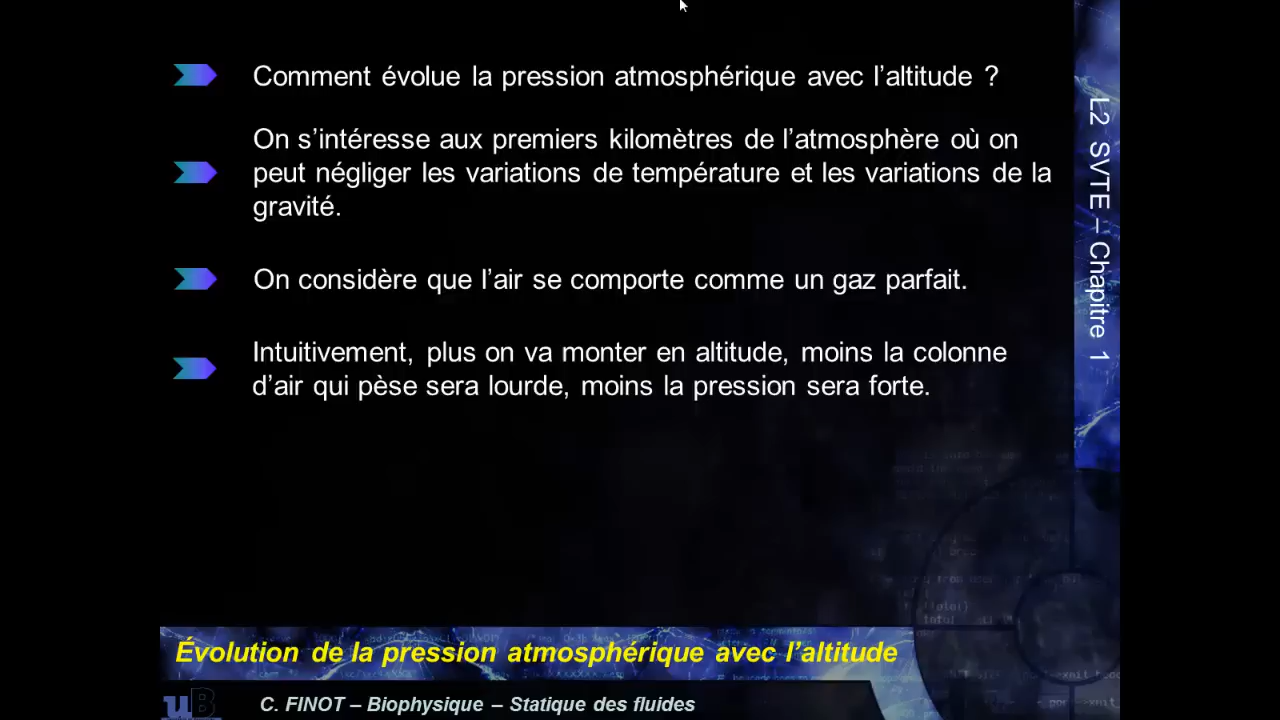 Comment évolue la pression atmosphérique avec l’altitude ?
On s’intéresse aux premiers kilomètres de l’atmosphère où on
peut négliger les variations de température et les variations de la
gravité.
On considère que l’air se comporte comme un gaz parfait.
Intuitivement, plus on va monter en altitude, moins la colonne
d’air qui pèse sera lourde, moins la pression sera forte.
L2 SVTE – Chapitre 1
Évolution de la pression atmosphérique avec l’altitude
uB
C. FINOT – Biophysique – Statique des fluides